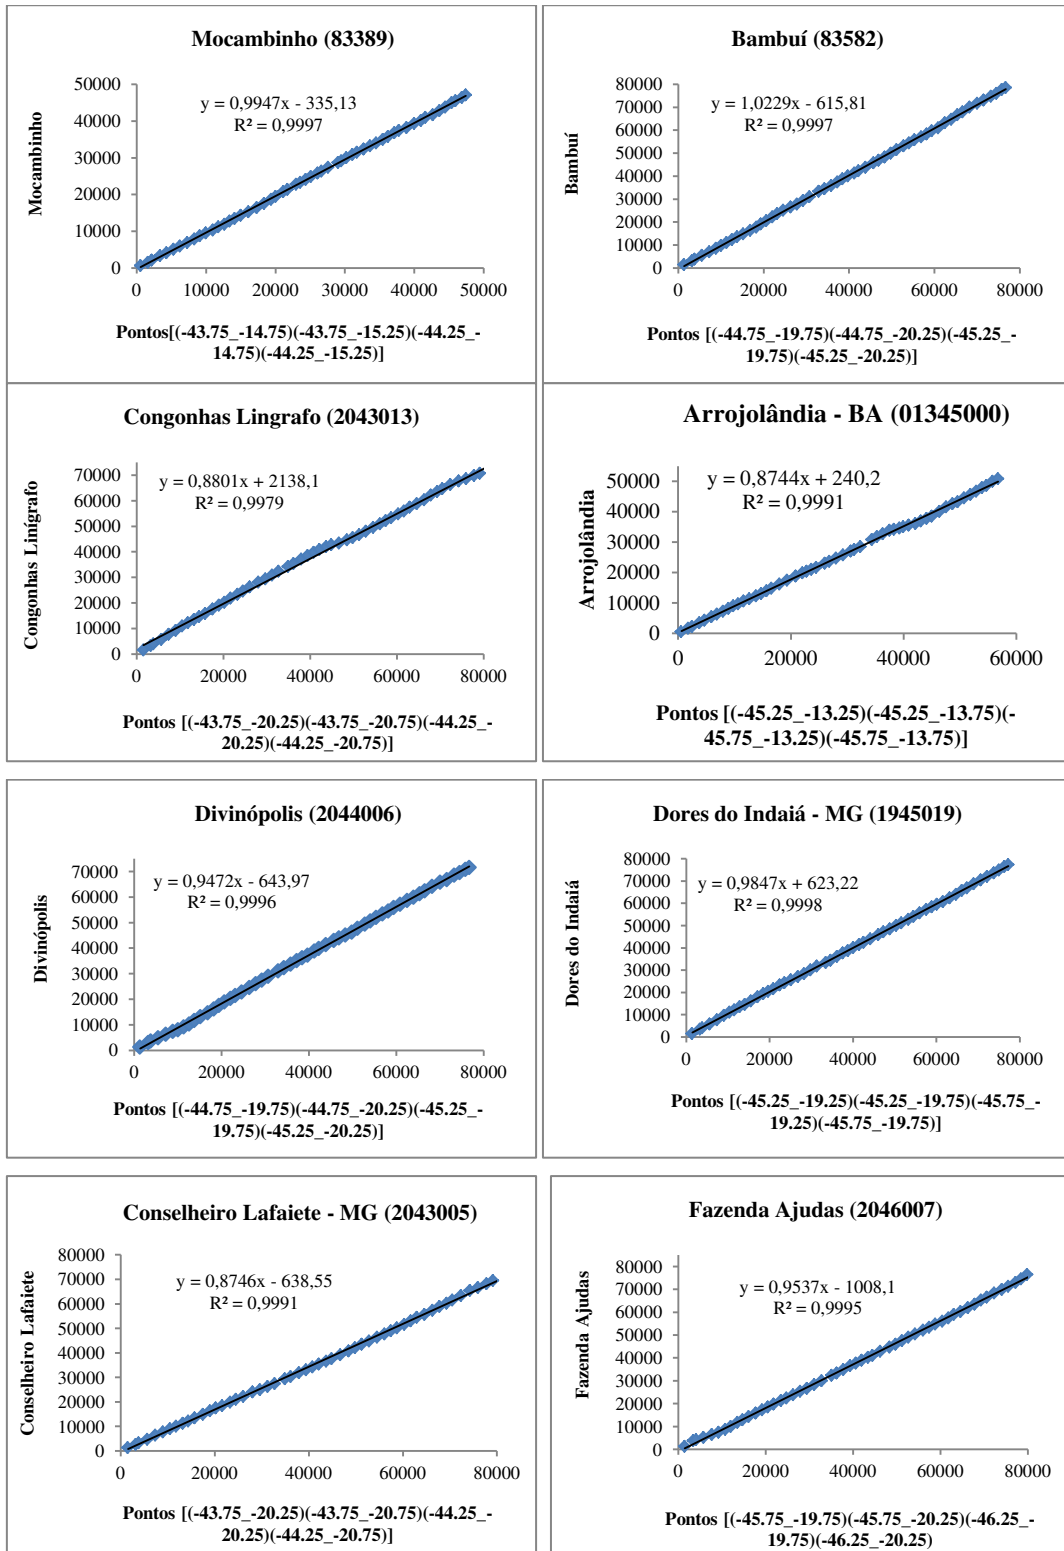 Mocambinho (83389)
y = 0,9947x - 335,13
R² = 0,9997
Mocambinho
50000
40000
30000
20000
10000
0
0 10000 20000 30000 40000 50000
Pontos[(-43.75_-14.75)(-43.75_-15.25)(-44.25_-
14.75)(-44.25_-15.25)]
Bambuí (83582)
y = 1,0229x - 615,81
R² = 0,9997
Bambuí
80000
70000
60000
50000
40000
30000
20000
10000
0
0 20000 40000 60000 80000
Pontos [(-44.75_-19.75)(-44.75_-20.25)(-45.25_-
19.75)(-45.25_-20.25)]
Congonhas Lingrafo (2043013)
y = 0,8801x + 2138,1
R² = 0,9979
Congonhas Linígrafo
70000
60000
50000
40000
30000
20000
10000
0
0 20000 40000 60000 80000
Pontos [(-43.75_-20.25)(-43.75_-20.75)(-44.25_-
20.25)(-44.25_-20.75)]
Arrojolândia - BA (01345000)
y = 0,8744x + 240,2
R² = 0,9991
Arrojolândia
50000
40000
30000
20000
10000
0
0 20000 40000 60000
Pontos [(-45.25_-13.25)(-45.25_-13.75)(-
45.75_-13.25)(-45.75_-13.75)]
Divinópolis (2044006)
y = 0,9472x - 643,97
R² = 0,9996
Divinópolis
70000
60000
50000
40000
30000
20000
10000
0
0 20000 40000 60000 80000
Pontos [(-44.75_-19.75)(-44.75_-20.25)(-45.25_-
19.75)(-45.25_-20.25)]
Dores do Indaiá - MG (1945019)
y = 0,9847x + 623,22
R² = 0,9998
Dores do Indaiá
80000
70000
60000
50000
40000
30000
20000
10000
0
0 20000 40000 60000 80000
Pontos [(-45.25_-19.25)(-45.25_-19.75)(-45.75_-
19.25)(-45.75_-19.75)]
Conselheiro Lafaiete - MG (2043005)
y = 0,8746x - 638,55
R² = 0,9991
Conselheiro Lafaiete
80000
70000
60000
50000
40000
30000
20000
10000
0
0 20000 40000 60000 80000
Pontos [(-43.75_-20.25)(-43.75_-20.75)(-44.25_-
20.25)(-44.25_-20.75)]
Fazenda Ajudas (2046007)
y = 0,9537x - 1008,1
R² = 0,9995
Fazenda Ajudas
80000
70000
60000
50000
40000
30000
20000
10000
0
0 20000 40000 60000 80000
Pontos [(-45.75_-19.75)(-45.75_-20.25)(-46.25_-
19.75)(-46.25_-20.25)